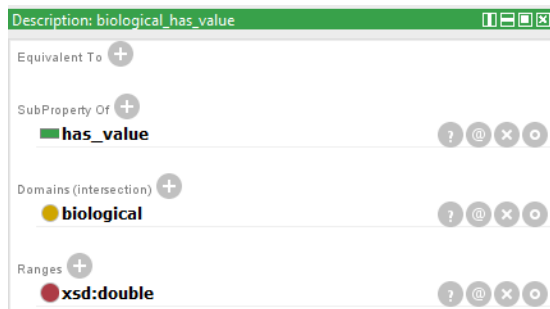 Description: biological_has_value
Equivalent To
SubProperty Of
has_value
Domains (intersection)
biological
Ranges
xsd:double